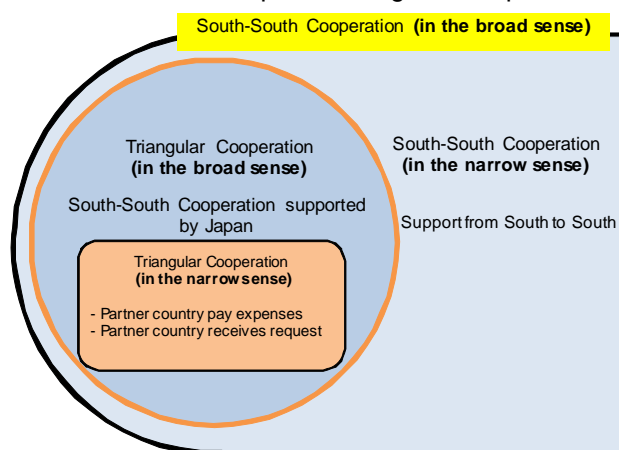 South-South Cooperation (in the broad sense)
Triangular Cooperation
(in the broad sense)
South-South Cooperation supported
by Japan
Triangular Cooperation
(in the narrow sense)
- Partner country pay expenses
- Partner country receives request
South-South Cooperation
(in the narrow sense)
Support from South to South